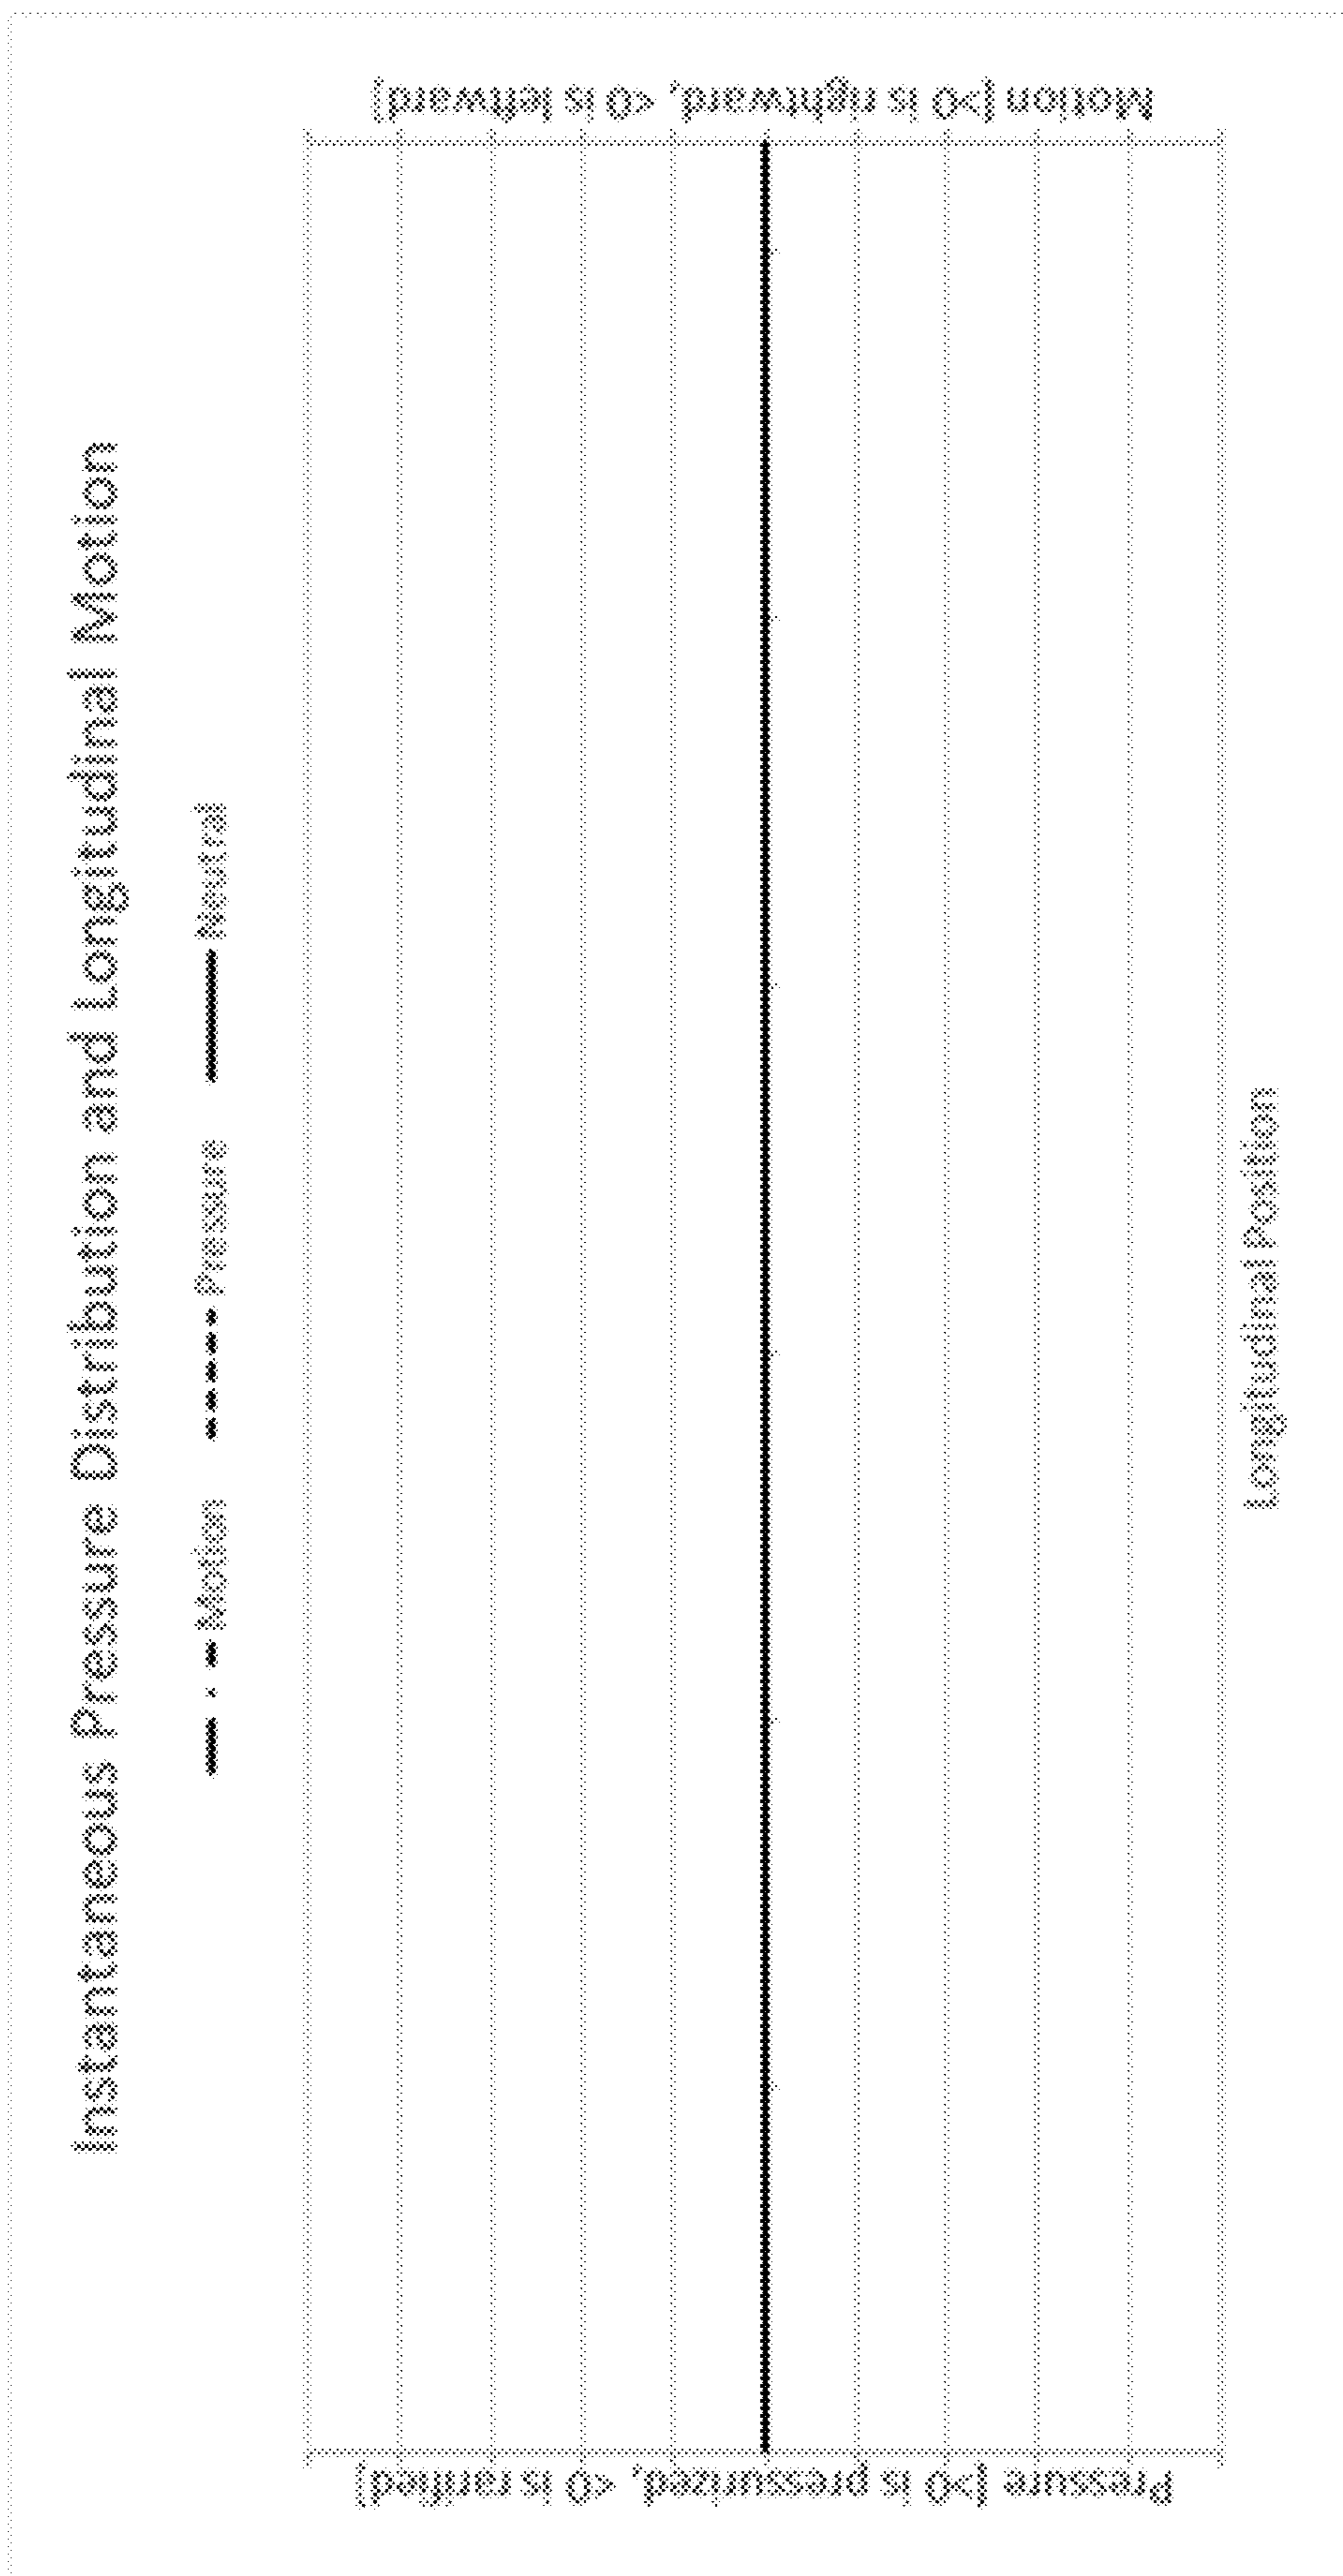 Instantaneous Pressure Distribution and Longitudinal Motion
Motion Pressure Neutral
Pressure [>0 is pressurized, <0 is rarified]
Motion [>0 is rightward, <0 is leftward]
Longitudinal Position